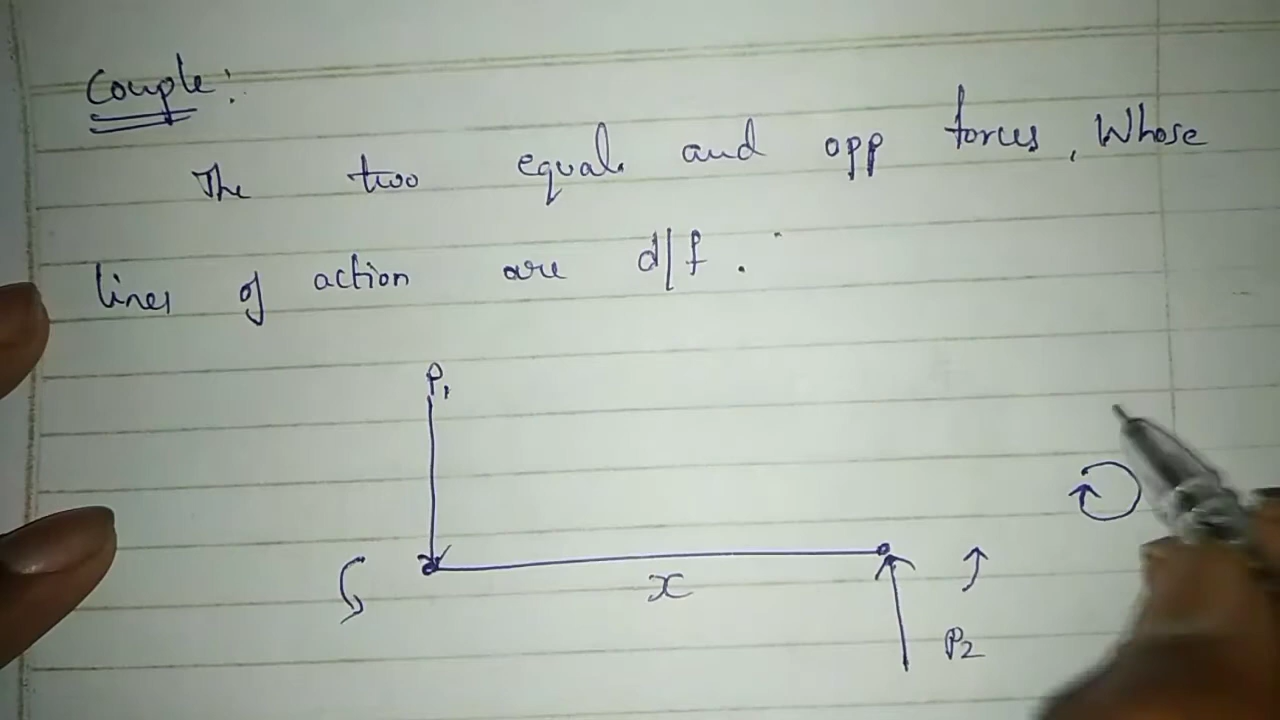 Couple:
The two equal. and opp forces, Whose
lines of action are d/f.
P1
x
P2